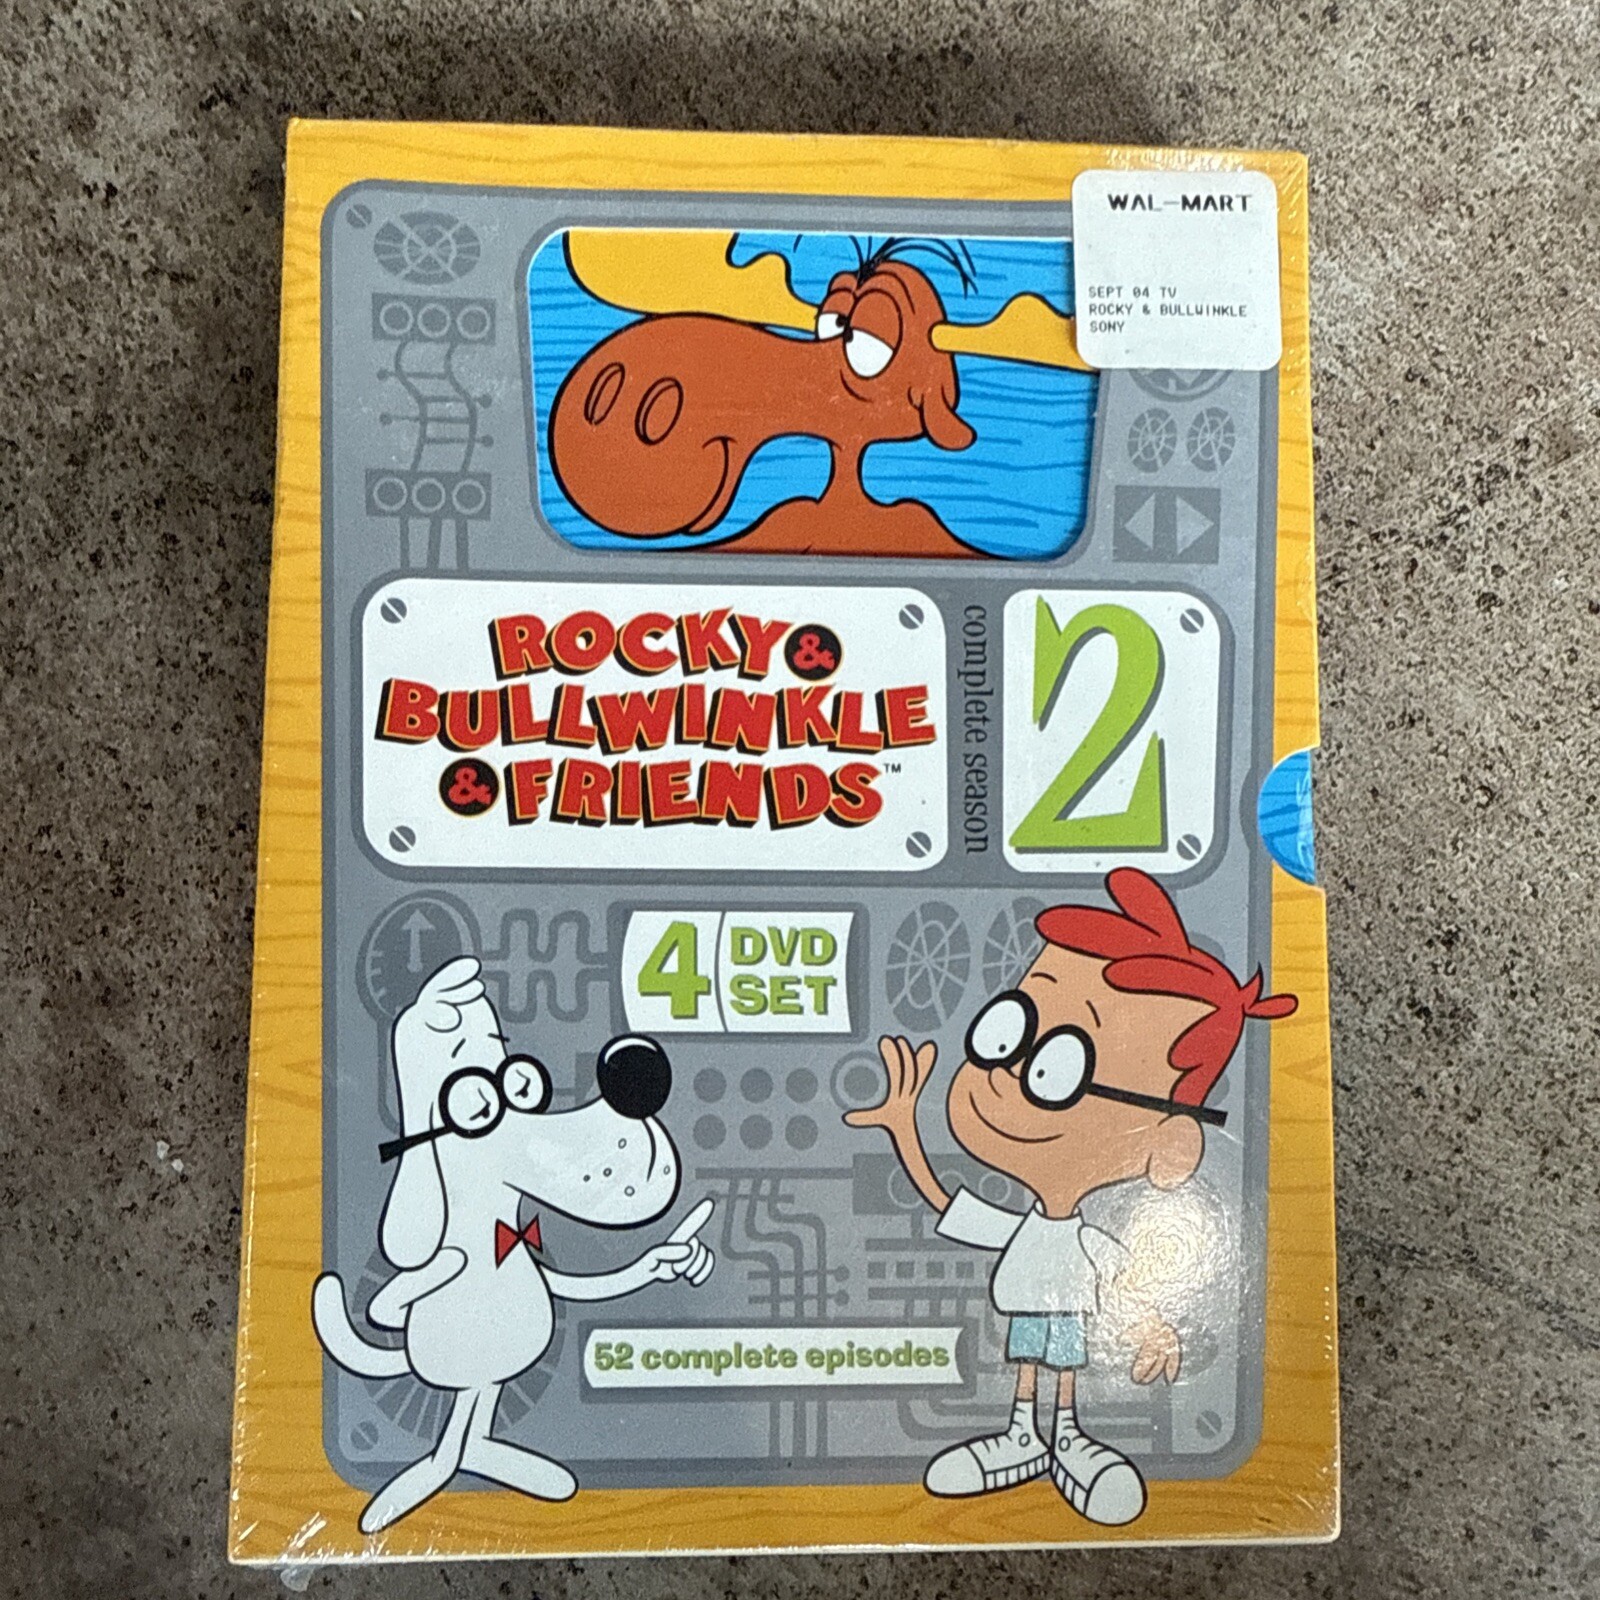 WAL-MART
SEPT 04 TV
ROCKY & BULLWINKLE
SONY
ROCKY &
BULLWINKLE
& FRIENDS™
complete season
2
4 DVD
SET
52 complete episodes